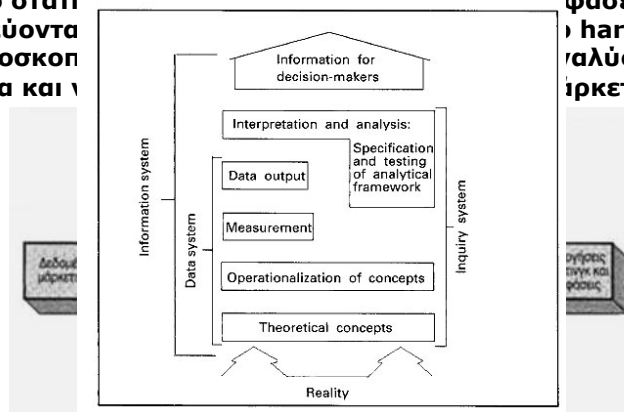 Information for
decision-makers
Interpretation and analysis:
Specification
and testing
of analytical
framework
Data output
Measurement
Operationalization of concepts
Theoretical concepts
Reality
Information system
Data system
Inquiry system
και